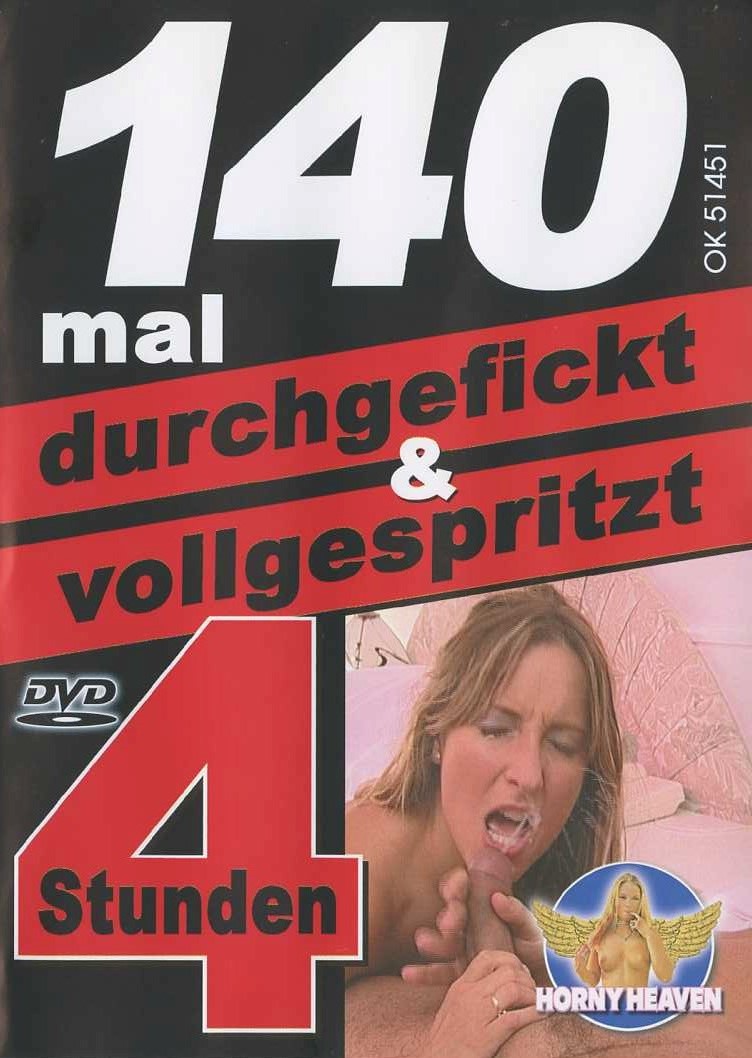 140
mal
OK 51451
durchgefickt
&
vollgespritzt
DVD
4
Stunden
HORNY HEAVEN